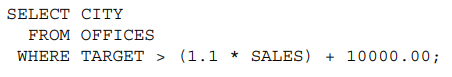 SELECT CITY
  FROM OFFICES
 WHERE TARGET > (1.1 * SALES) + 10000.00;